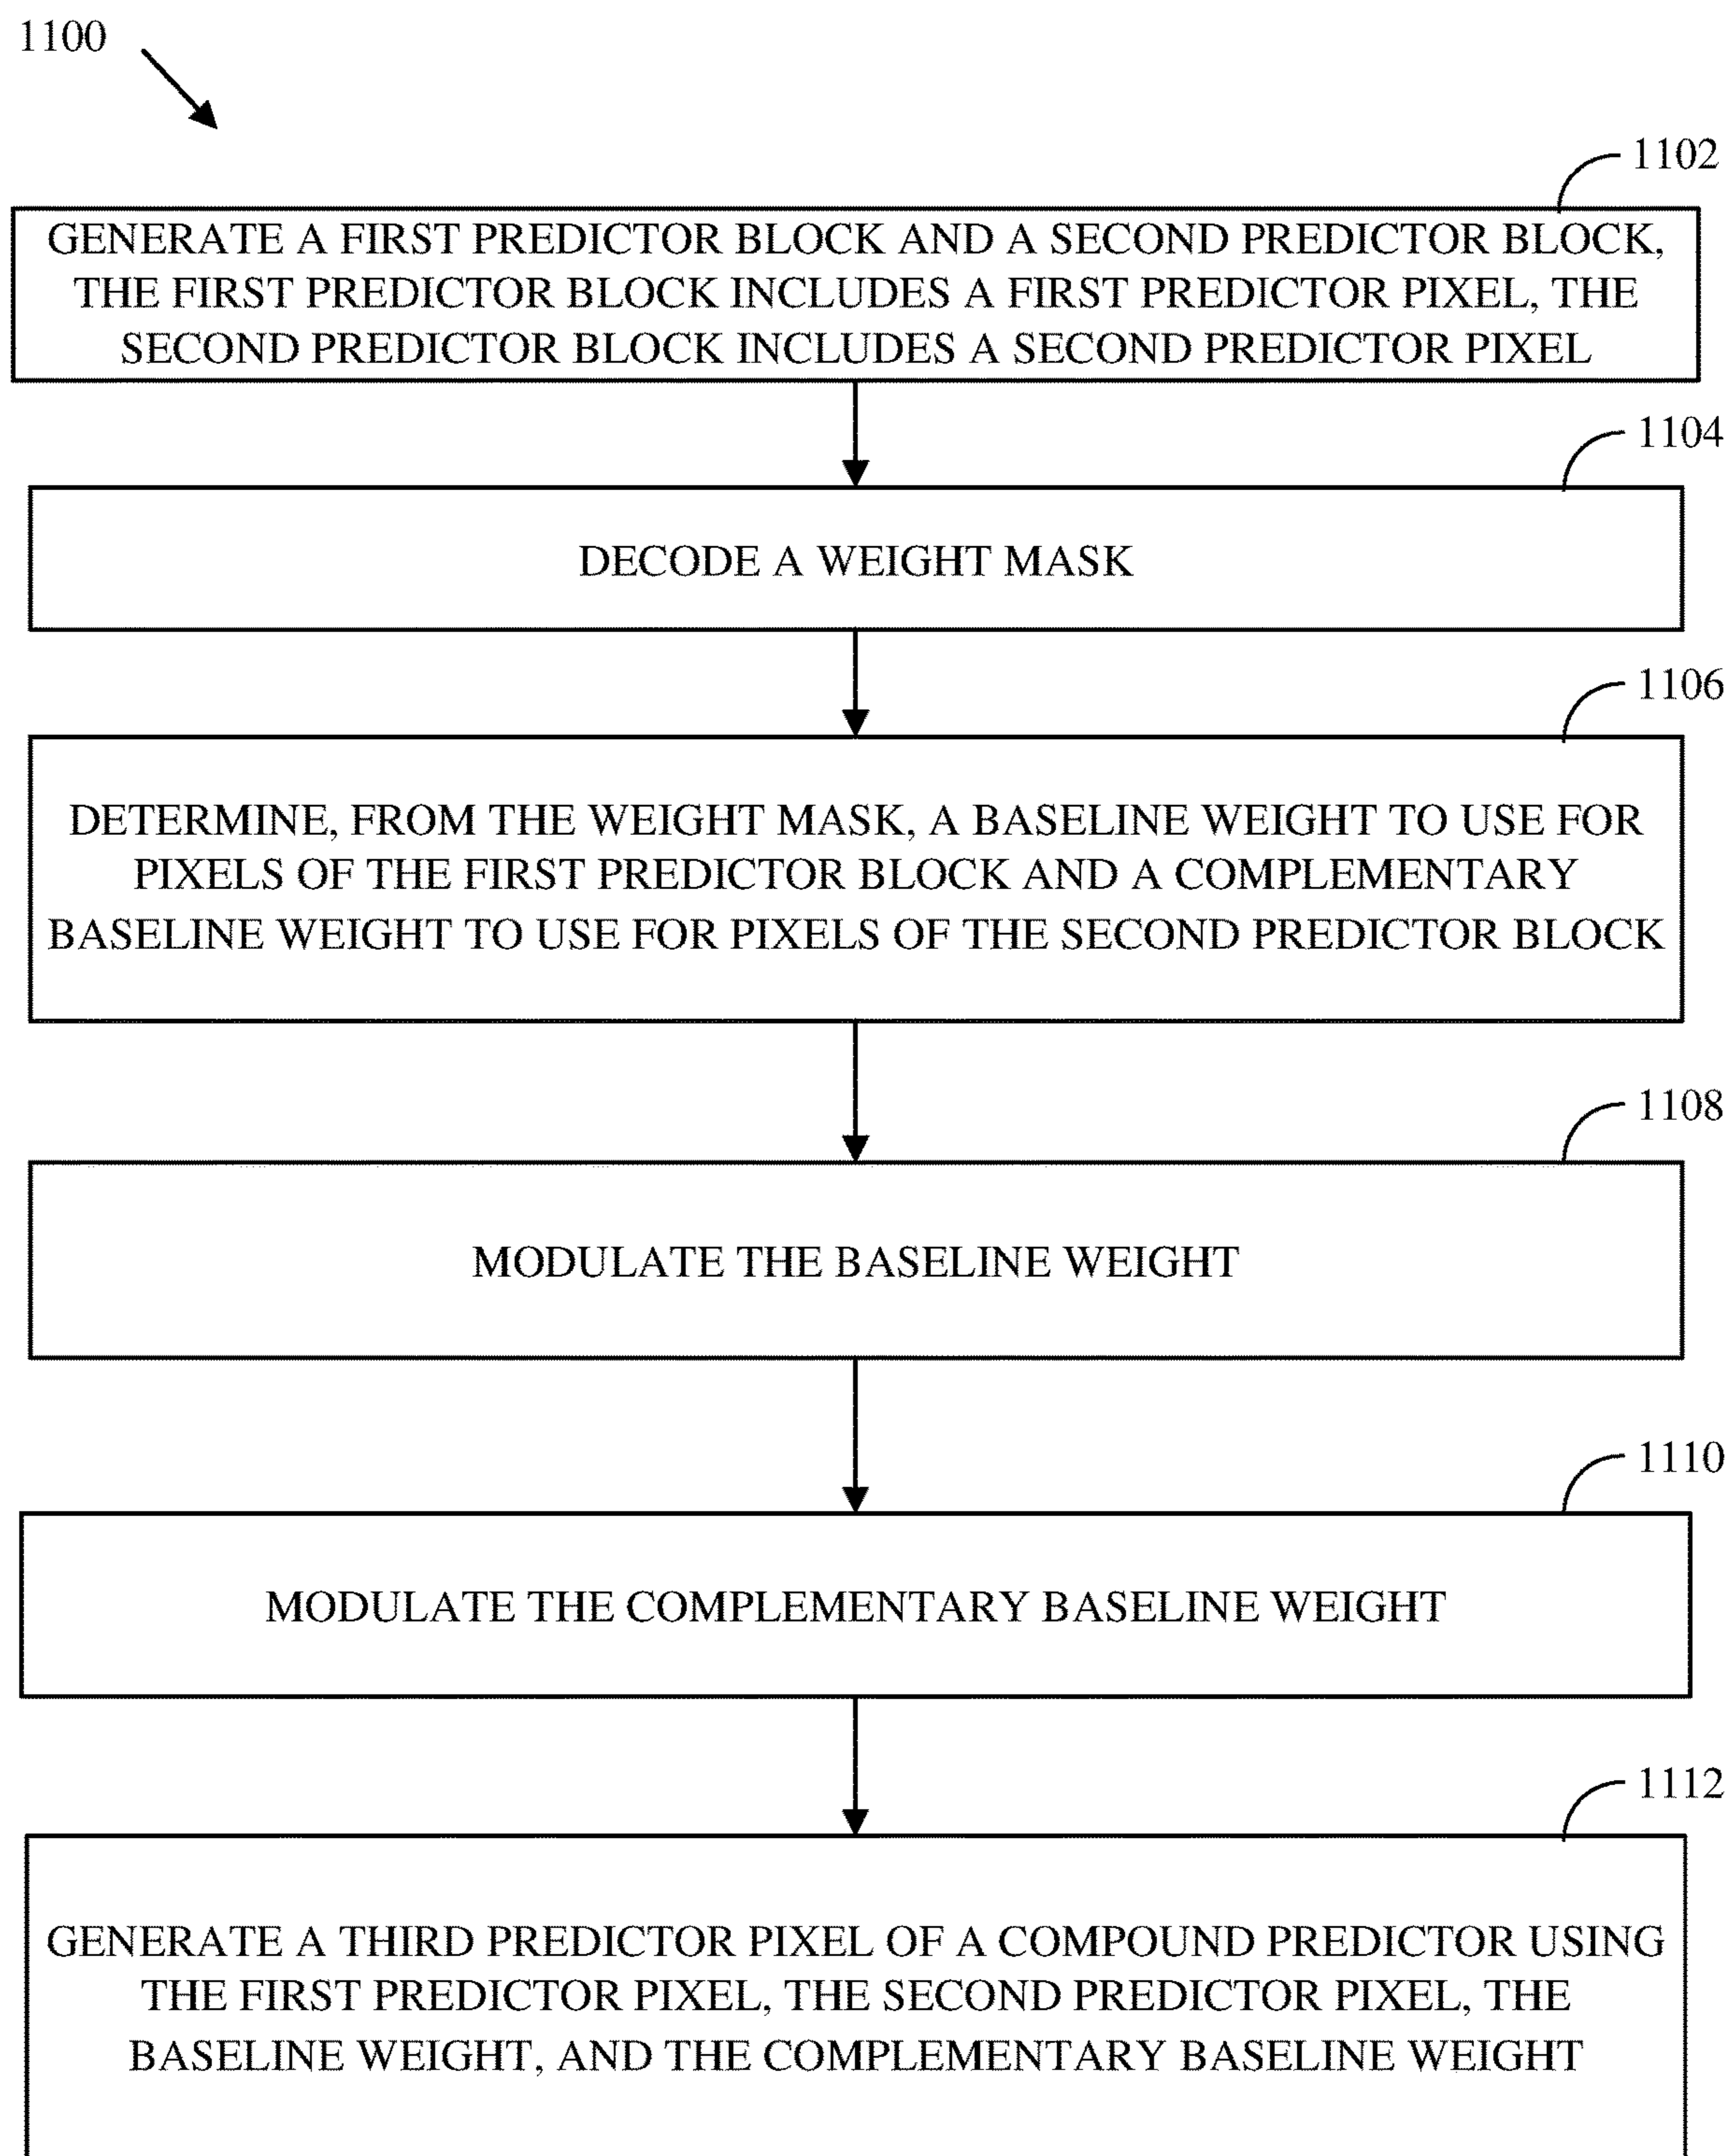 1100
1102
GENERATE A FIRST PREDICTOR BLOCK AND A SECOND PREDICTOR BLOCK,
THE FIRST PREDICTOR BLOCK INCLUDES A FIRST PREDICTOR PIXEL, THE
SECOND PREDICTOR BLOCK INCLUDES A SECOND PREDICTOR PIXEL
1104
DECODE A WEIGHT MASK
1106
DETERMINE, FROM THE WEIGHT MASK, A BASELINE WEIGHT TO USE FOR
PIXELS OF THE FIRST PREDICTOR BLOCK AND A COMPLEMENTARY
BASELINE WEIGHT TO USE FOR PIXELS OF THE SECOND PREDICTOR BLOCK
1108
MODULATE THE BASELINE WEIGHT
1110
MODULATE THE COMPLEMENTARY BASELINE WEIGHT
1112
GENERATE A THIRD PREDICTOR PIXEL OF A COMPOUND PREDICTOR USING
THE FIRST PREDICTOR PIXEL, THE SECOND PREDICTOR PIXEL, THE
BASELINE WEIGHT, AND THE COMPLEMENTARY BASELINE WEIGHT